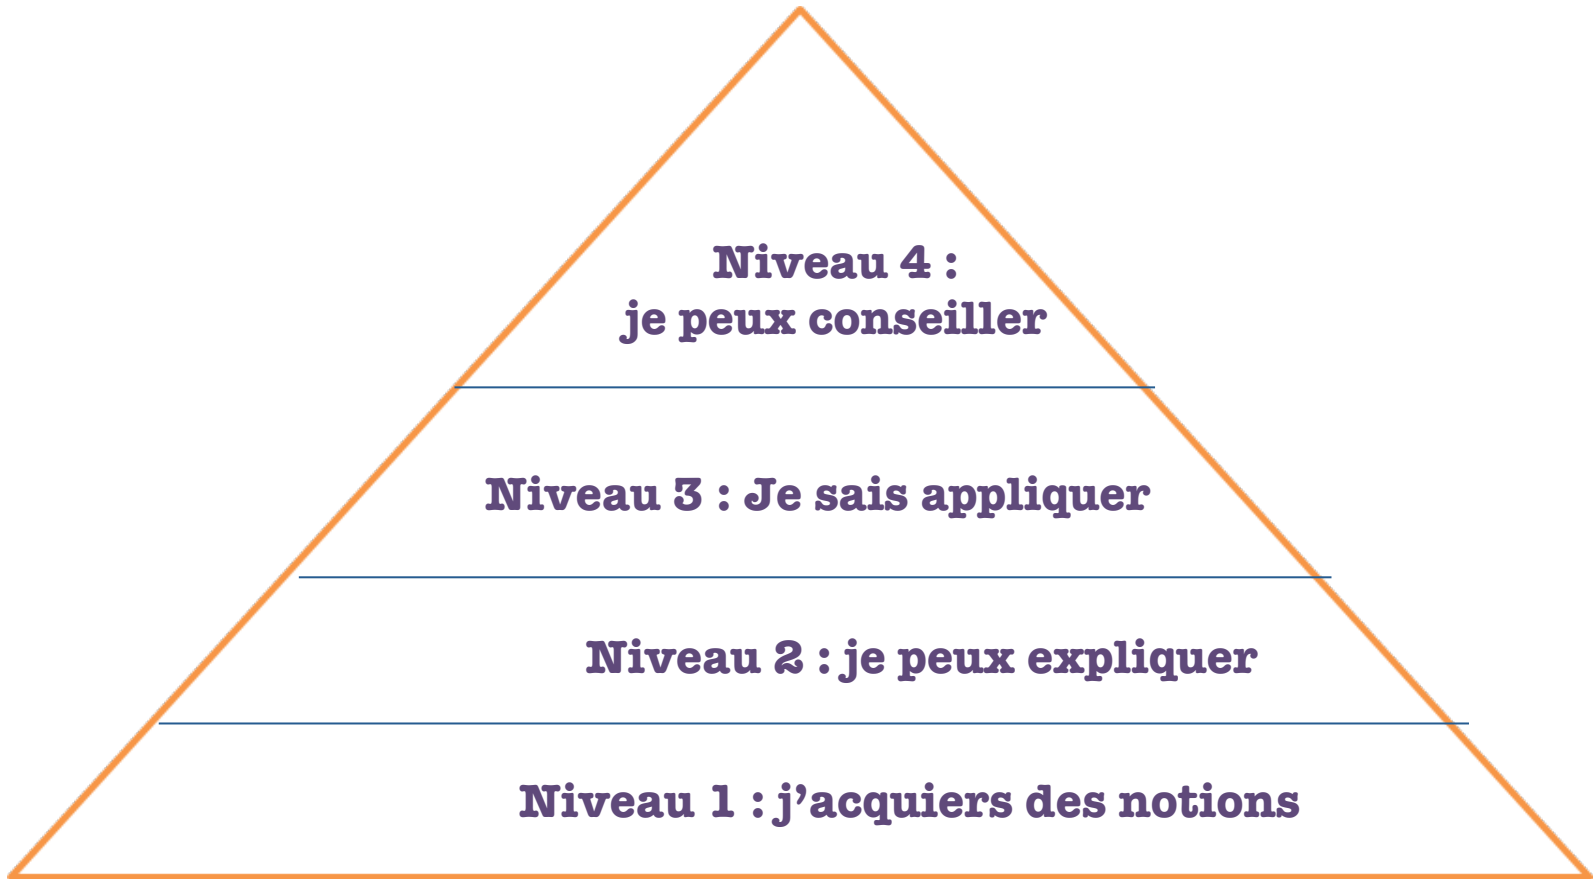 Niveau 4 :
je peux conseiller
Niveau 3 : Je sais appliquer
Niveau 2 : je peux expliquer
Niveau 1 : j’acquiers des notions